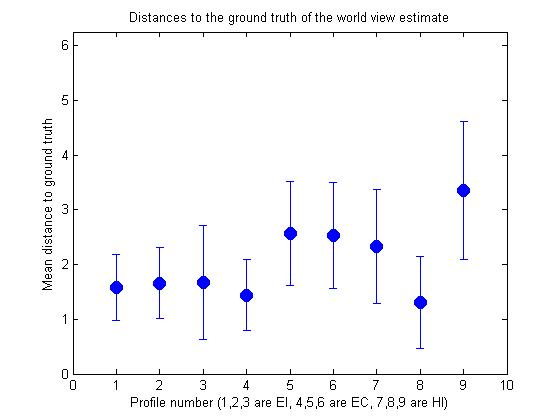 Distances to the ground truth of the world view estimate
6
5
4
3
2
1
0
Mean distance to ground truth
0 1 2 3 4 5 6 7 8 9 10
Profile number (1,2,3 are EI, 4,5,6 are EC, 7,8,9 are HI)